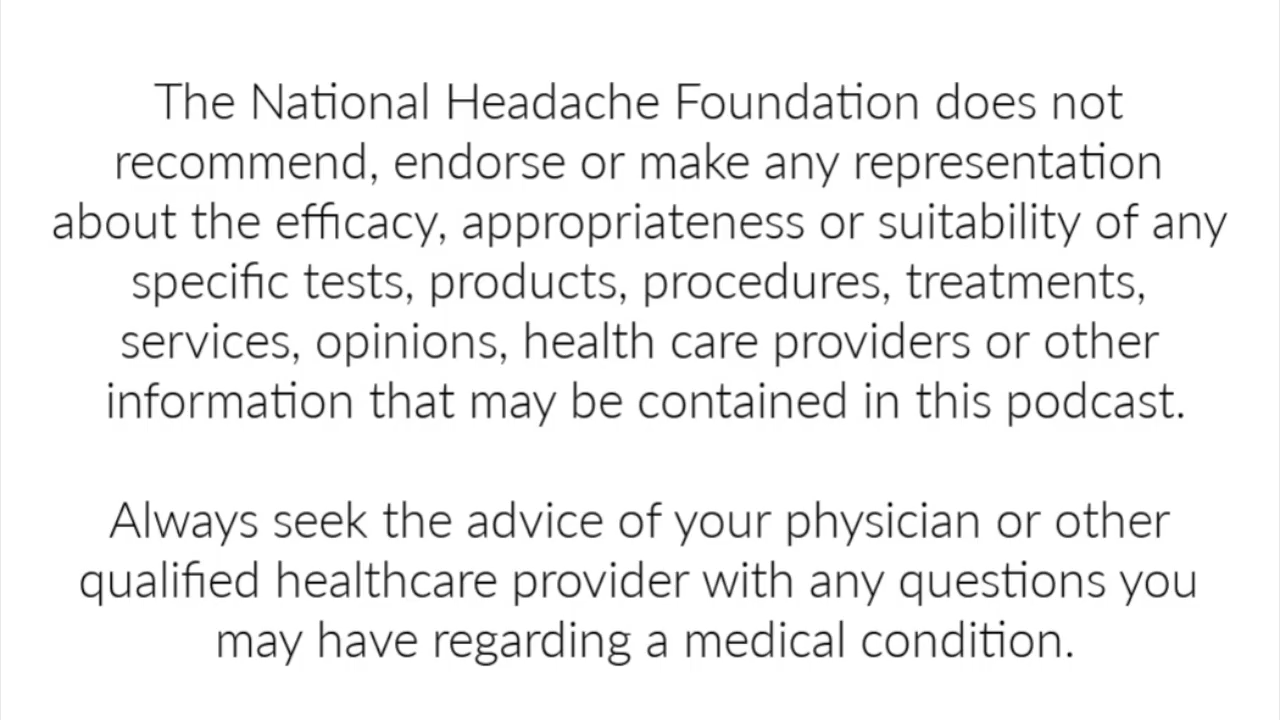 The National Headache Foundation does not
recommend, endorse or make any representation
about the efficacy, appropriateness or suitability of any
specific tests, products, procedures, treatments,
services, opinions, health care providers or other
information that may be contained in this podcast.
Always seek the advice of your physician or other
qualified healthcare provider with any questions you
may have regarding a medical condition.